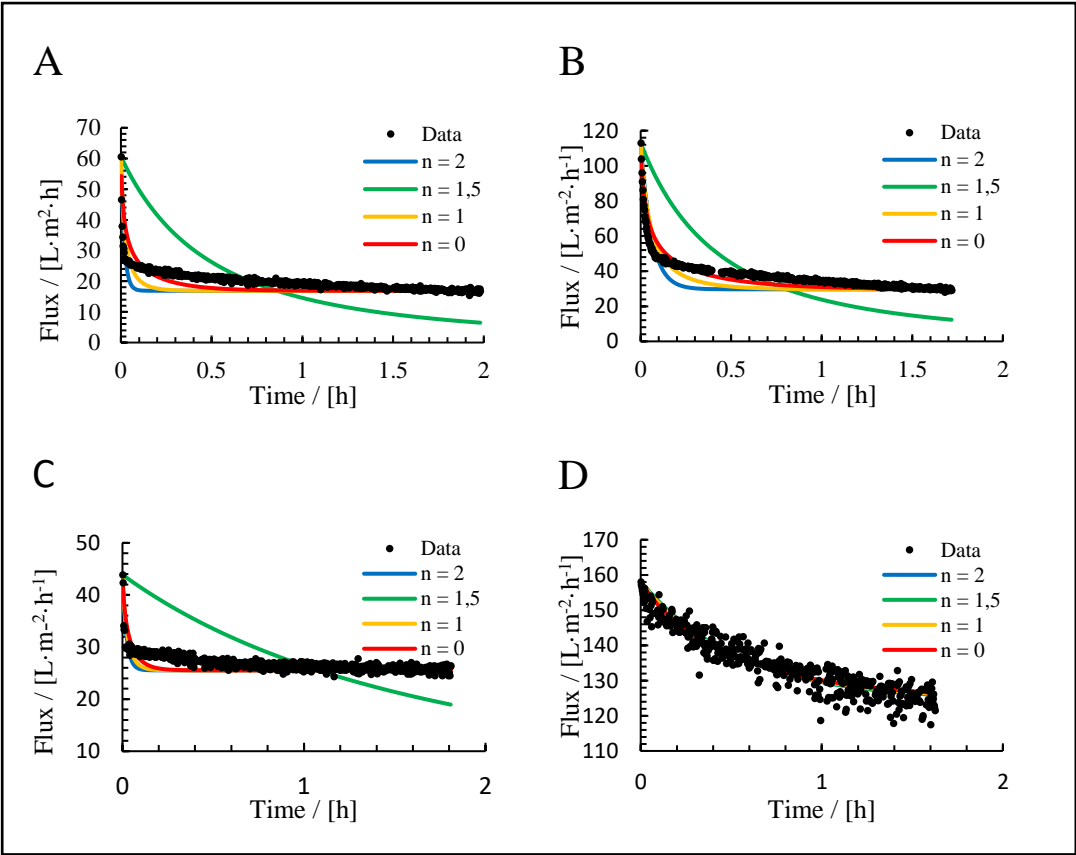 A
Flux / [L·m⁻²·h]
70
60
50
40
30
20
10
0
0
0.5
1
1.5
2
Time / [h]
Data
n = 2
n = 1,5
n = 1
n = 0
B
Flux / [L·m⁻²·h⁻¹]
120
100
80
60
40
20
0
0
0.5
1
1.5
2
Time / [h]
Data
n = 2
n = 1,5
n = 1
n = 0
C
Flux / [L·m⁻²·h⁻¹]
50
40
30
20
10
0
1
2
Time / [h]
Data
n = 2
n = 1,5
n = 1
n = 0
D
Flux / [L·m⁻²·h⁻¹]
170
160
150
140
130
120
110
0
1
2
Time / [h]
Data
n = 2
n = 1,5
n = 1
n = 0